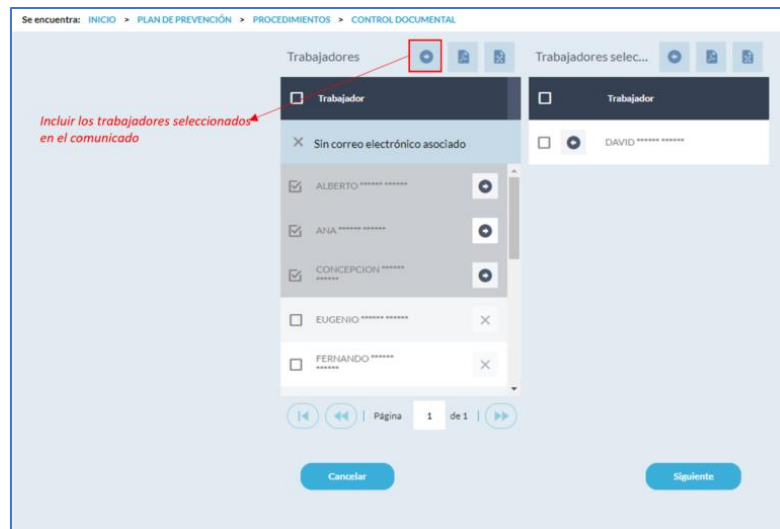 Se encuentra: INICIO > PLAN DE PREVENCIÓN > PROCEDIMIENTOS > CONTROL DOCUMENTAL
Trabajadores
Trabajadores selec...
Trabajador
Trabajador
Incluir los trabajadores seleccionados
en el comunicado
Sin correo electrónico asociado
DAVID ****** ******
ALBERTO ****** ******
ANA ****** ******
CONCEPCION ******
******
EUGENIO ****** ******
FERNANDO ******
******
Página 1 de 1
Cancelar
Siguiente